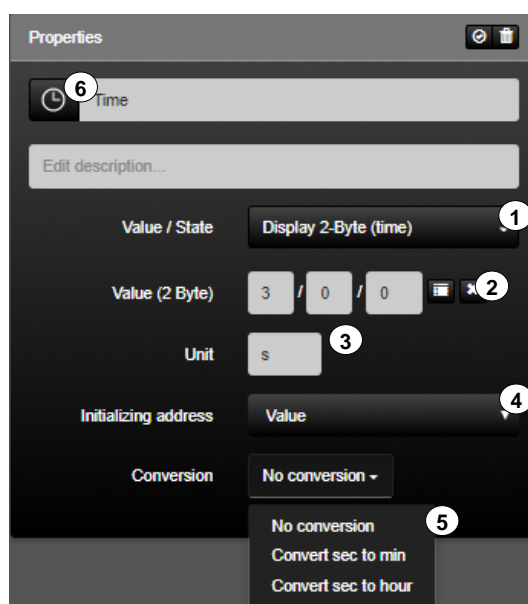 Properties
6
Time
Edit description...
Value / State Display 2-Byte (time) 1
Value (2 Byte) 3 / 0 / 0 2
Unit s 3
Initializing address Value 4
Conversion No conversion
No conversion 5
Convert sec to min
Convert sec to hour